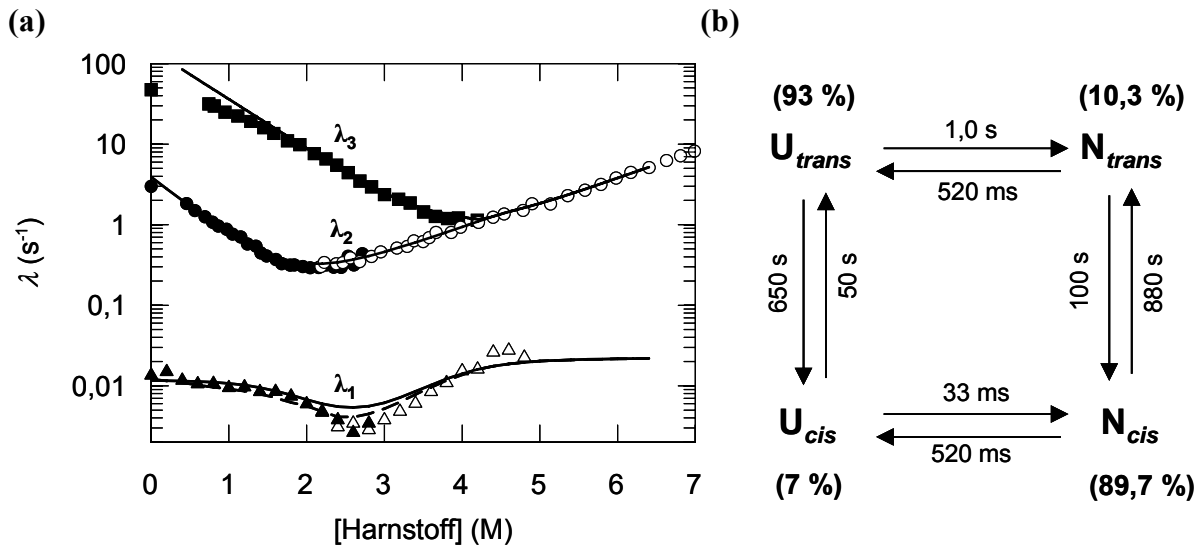 (a)
100
10
1
0,1
0,01
λ (s⁻¹)
λ₃
λ₂
λ₁
0 1 2 3 4 5 6 7
[Harnstoff] (M)
(b)
(93 %) (10,3 %)
1,0 s
U trans N trans
520 ms
650 s 50 s 100 s 880 s
33 ms
U cis N cis
520 ms
(7 %) (89,7 %)